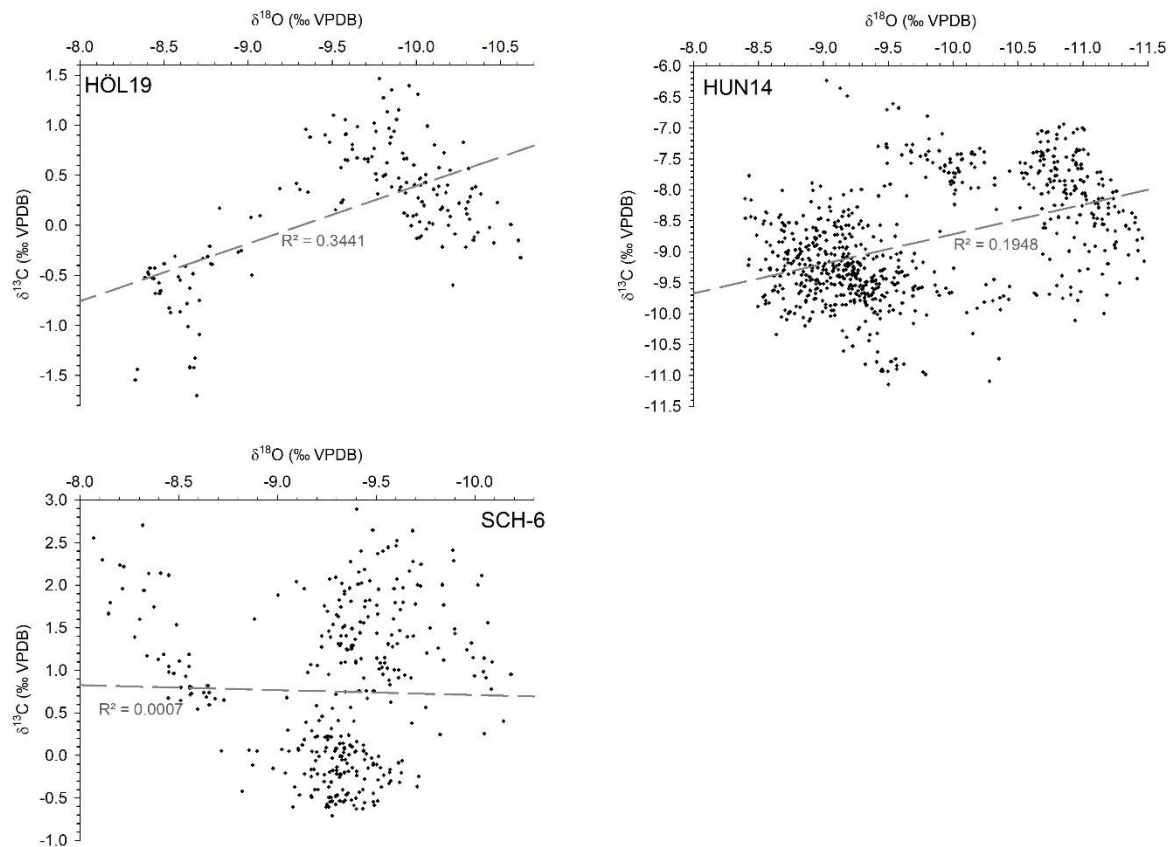 δ18O (‰ VPDB)
-8.0 -8.5 -9.0 -9.5 -10.0 -10.5
HÖL19
δ13C (‰ VPDB)
1.5
1.0
0.5
0.0
-0.5
-1.0
-1.5
R² = 0.3441
δ18O (‰ VPDB)
-8.0 -8.5 -9.0 -9.5 -10.0 -10.5 -11.0 -11.5
HUN14
δ13C (‰ VPDB)
-6.0
-6.5
-7.0
-7.5
-8.0
-8.5
-9.0
-9.5
-10.0
-10.5
-11.0
-11.5
R² = 0.1948
δ18O (‰ VPDB)
-8.0 -8.5 -9.0 -9.5 -10.0
SCH-6
δ13C (‰ VPDB)
3.0
2.5
2.0
1.5
1.0
0.5
0.0
-0.5
-1.0
R² = 0.0007